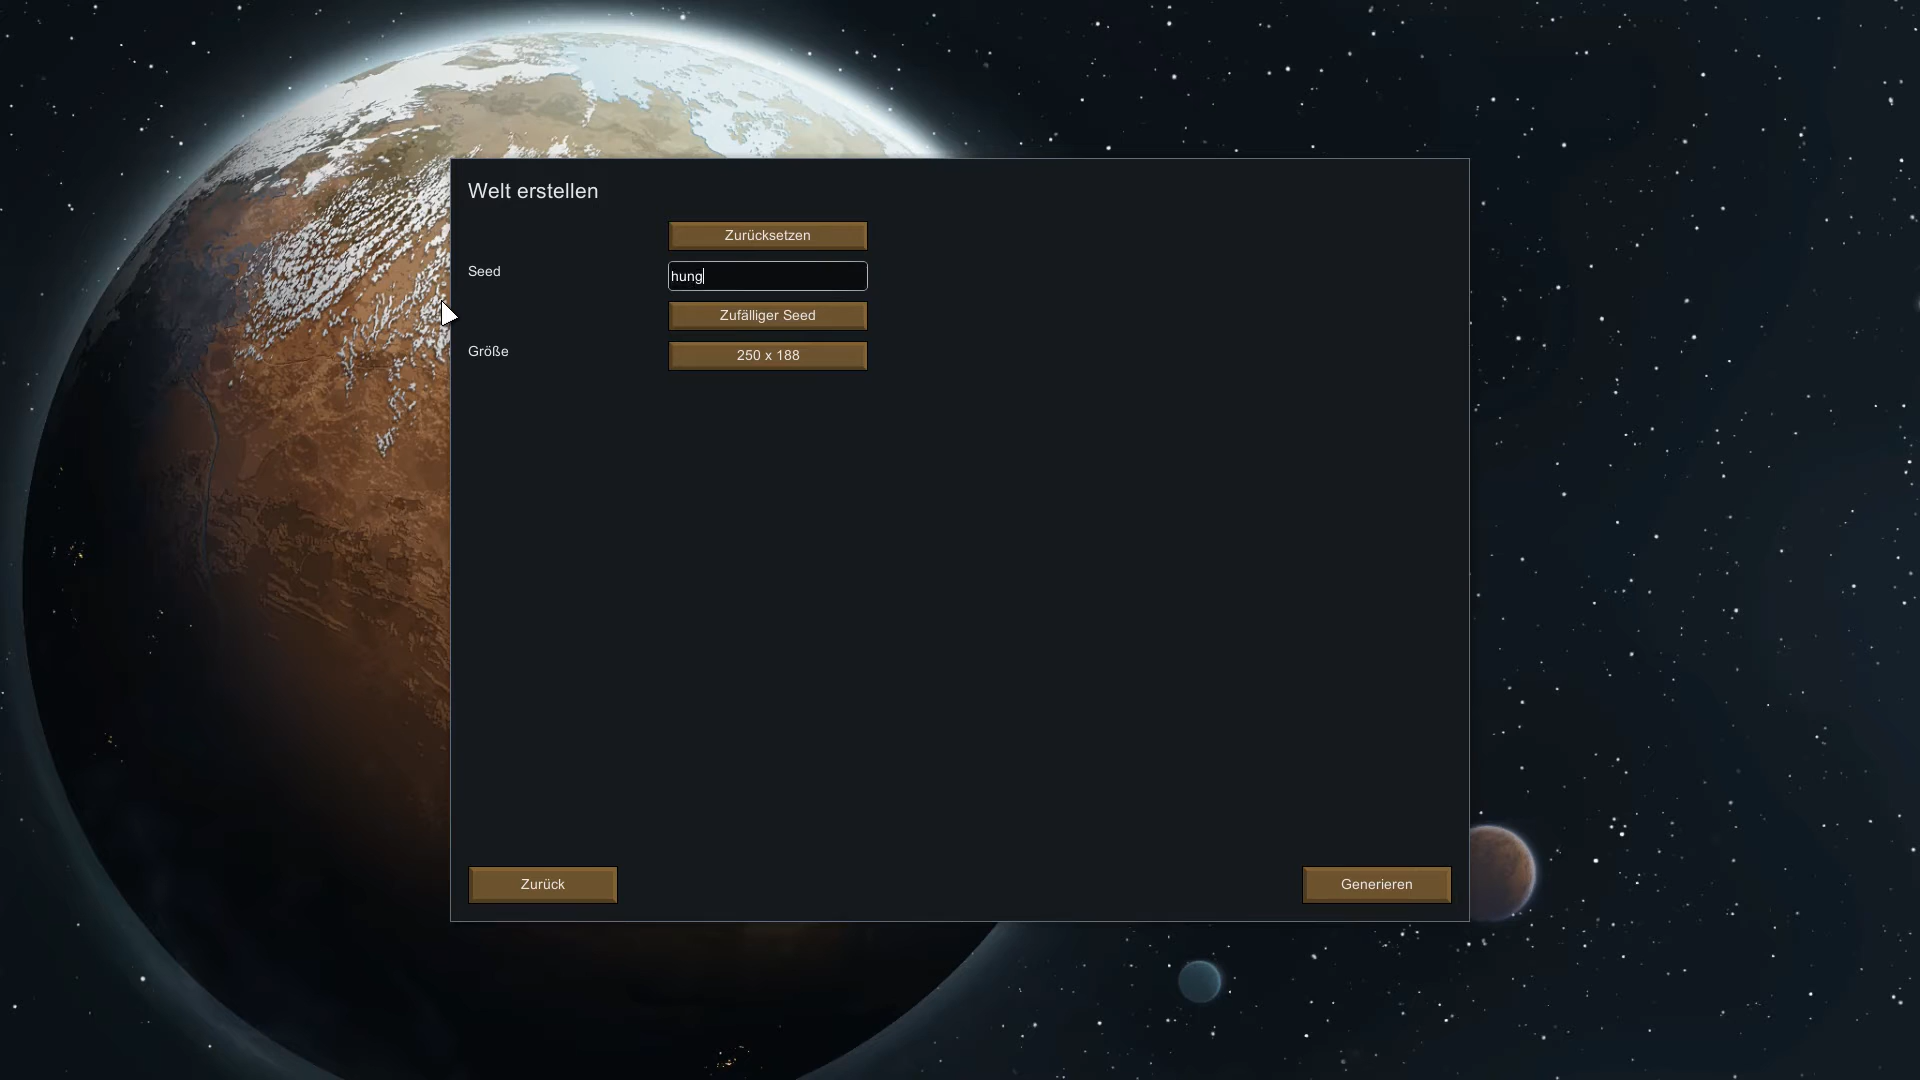 Welt erstellen
Zurücksetzen
Seed
hung
Zufälliger Seed
Größe
250 x 188
Zurück
Generieren